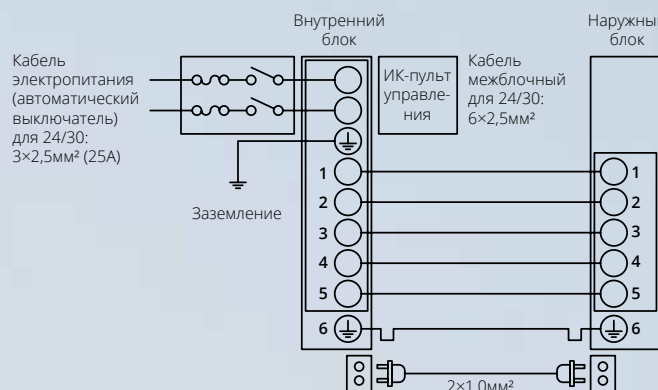 Внутренний
блок
Наружны
блок
Кабель
электропитания
(автоматический
выключатель)
для 24/30:
3×2,5мм² (25А)
ИК-пульт
управле-
ния
Кабель
межблочный
для 24/30:
6×2,5мм²
Заземление
1 1
2 2
3 3
4 4
5 5
6 6
2×1,0мм²